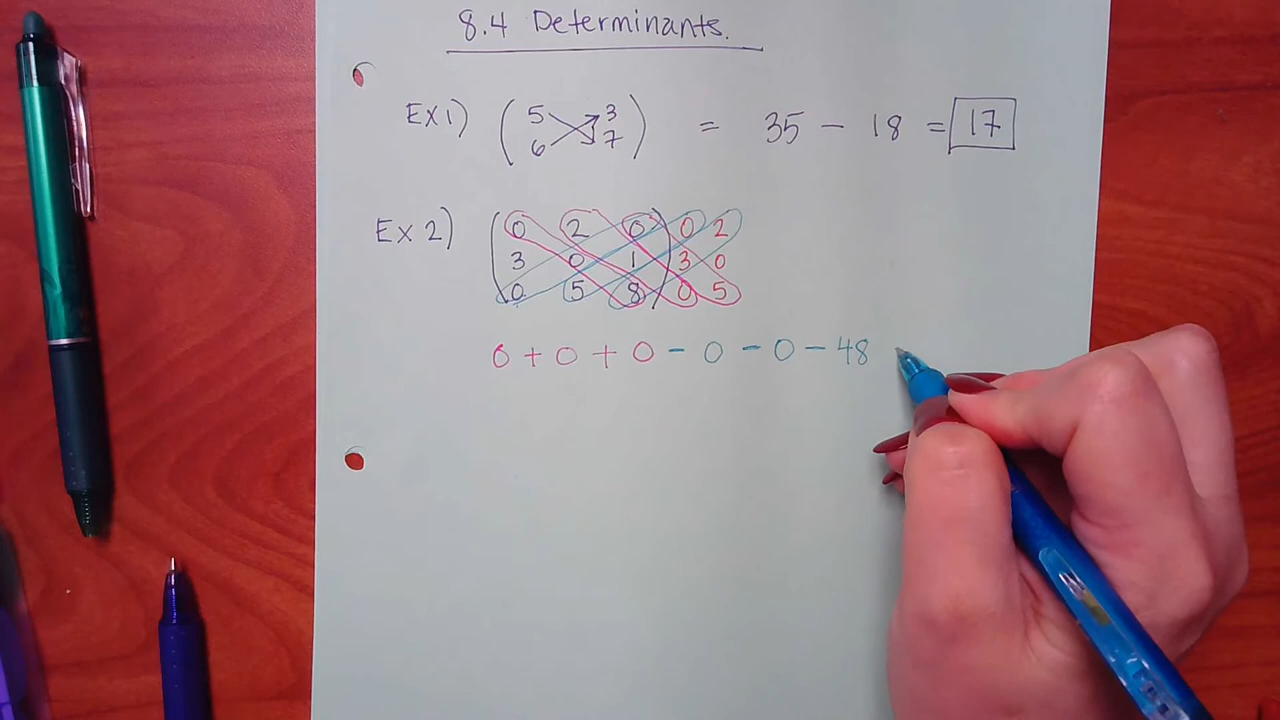 8.4 Determinants.
Ex 1) ( 5 3 ) = 35 - 18 = 17
6 7
Ex 2) ( 0 2 0 ) 0 2
3 0 1 3 0
0 5 8 0 5
0 + 0 + 0 - 0 - 0 - 48